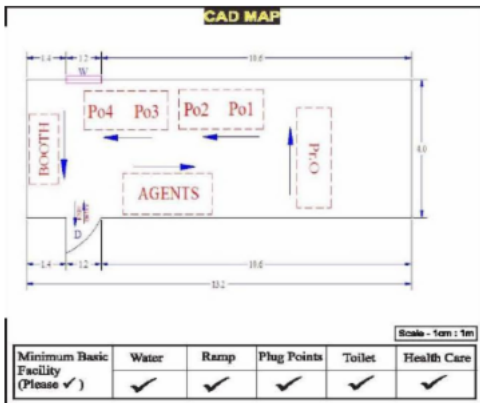 CAD MAP
1.4 1.2 10.6
W
Po4 Po3 Po2 Po1
BOOTH
Pr.O
8.0
AGENTS
D
1.4 1.2 10.6
13.2
Scale - 1cm : 1m
Minimum Basic Facility (Please ✓) Water Ramp Plug Points Toilet Health Care
✓ ✓ ✓ ✓ ✓